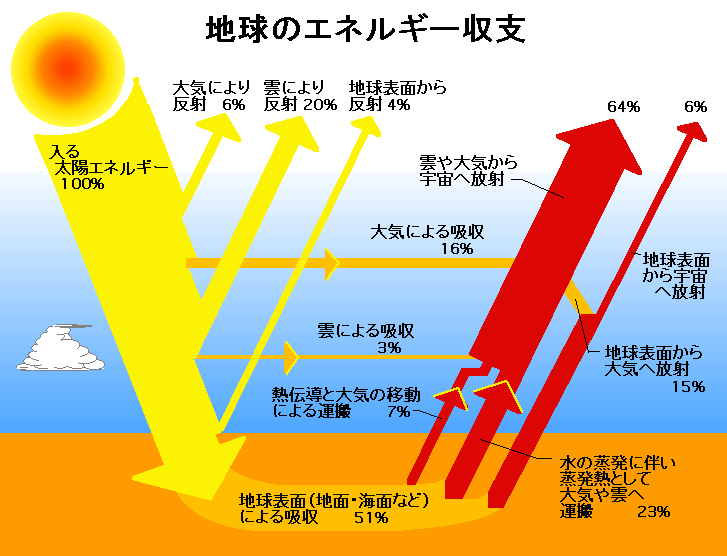 地球のエネルギー収支
大気により
反射 6%
雲により
反射 20%
地球表面から
反射 4%
64%
6%
入る
太陽エネルギー
100%
雲や大気から
宇宙へ放射
大気による吸収
16%
地球表面
から宇宙
へ放射
雲による吸収
3%
地球表面から
大気へ放射
15%
熱伝導と大気の移動
による運搬 7%
水の蒸発に伴い
蒸発熱として
大気や雲へ
運搬 23%
地球表面(地面・海面など)
による吸収 51%